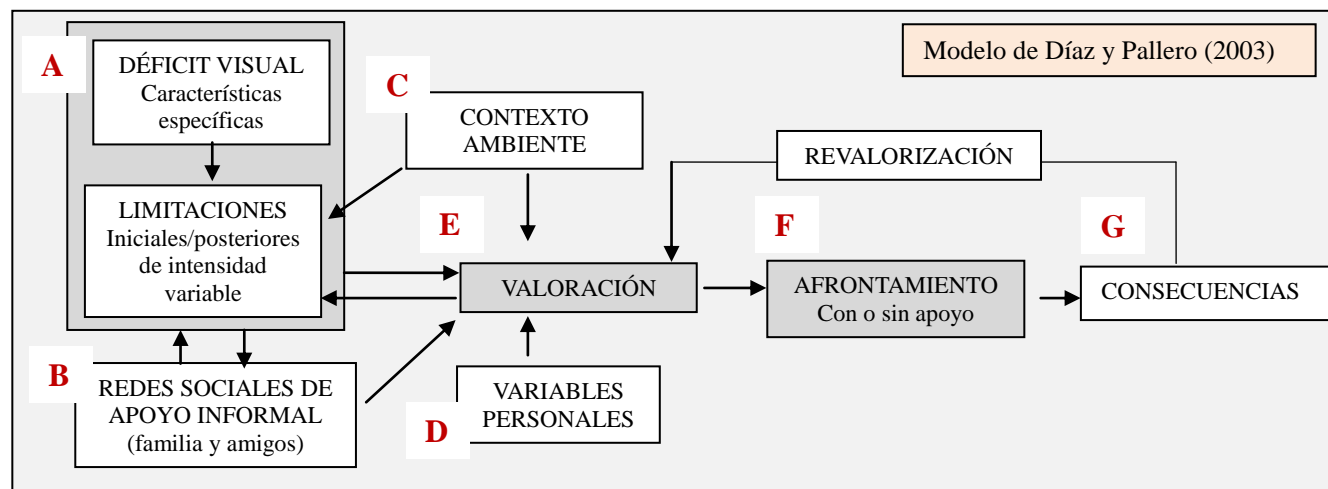 Modelo de Díaz y Pallero (2003)
A
DÉFICIT VISUAL
Características
específicas
C
CONTEXTO
AMBIENTE
REVALORIZACIÓN
LIMITACIONES
Iniciales/posteriores
de intensidad
variable
E
VALORACIÓN
F
AFRONTAMIENTO
Con o sin apoyo
G
CONSECUENCIAS
B
REDES SOCIALES DE
APOYO INFORMAL
(familia y amigos)
D
VARIABLES
PERSONALES